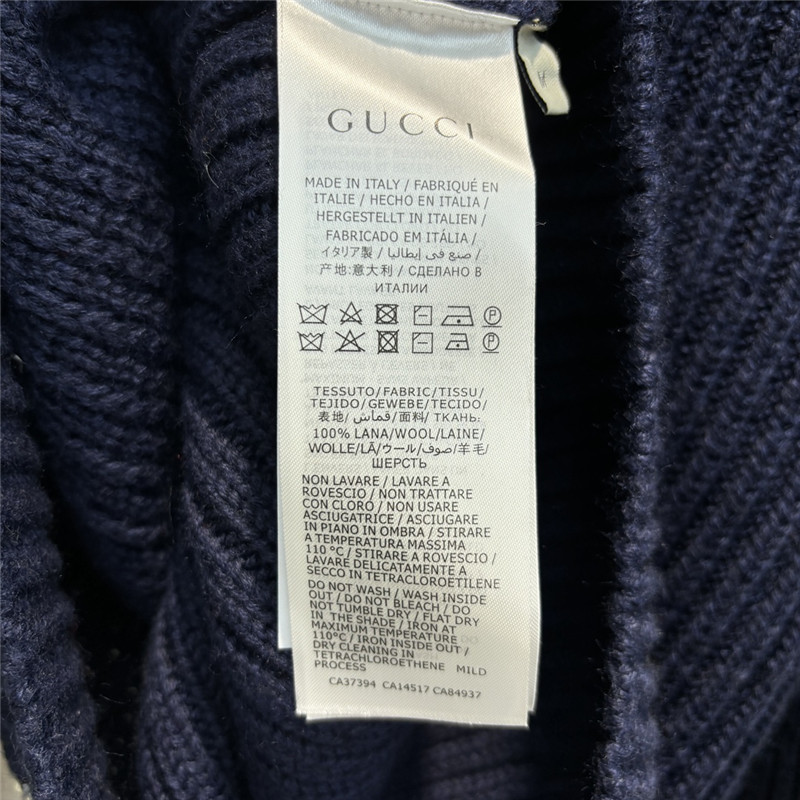 GUCCI
MADE IN ITALY / FABRIQUÉ EN
ITALIE / HECHO EN ITALIA /
HERGESTELLT IN ITALIEN /
FABRICADO EM ITÁLIA /
イタリア製 / صنع في إيطاليا /
产地:意大利 / СДЕЛАНО В
ИТАЛИИ
TESSUTO/FABRIC/TISSU/
TEJIDO/GEWEBE/TECIDO/
表地/قماش/面料/ТКАНЬ:
100% LANA/WOOL/LAINE/
WOLLE/LÃ/ウール/صوف/羊毛/
ШЕРСТЬ
NON LAVARE / LAVARE A
ROVESCIO / NON TRATTARE
CON CLORO / NON USARE
ASCIUGATRICE / ASCIUGARE
IN PIANO IN OMBRA / STIRARE
A TEMPERATURA MASSIMA
110 °C / STIRARE A ROVESCIO /
LAVARE DELICATAMENTE A
SECCO IN TETRACLOROETILENE
DO NOT WASH / WASH INSIDE
OUT / DO NOT BLEACH / DO
NOT TUMBLE DRY / FLAT DRY
IN THE SHADE / IRON AT
MAXIMUM TEMPERATURE
110°C / IRON INSIDE OUT /
DRY CLEANING IN
TETRACHLOROETHENE MILD
PROCESS
CA37394 CA14517 CA84937